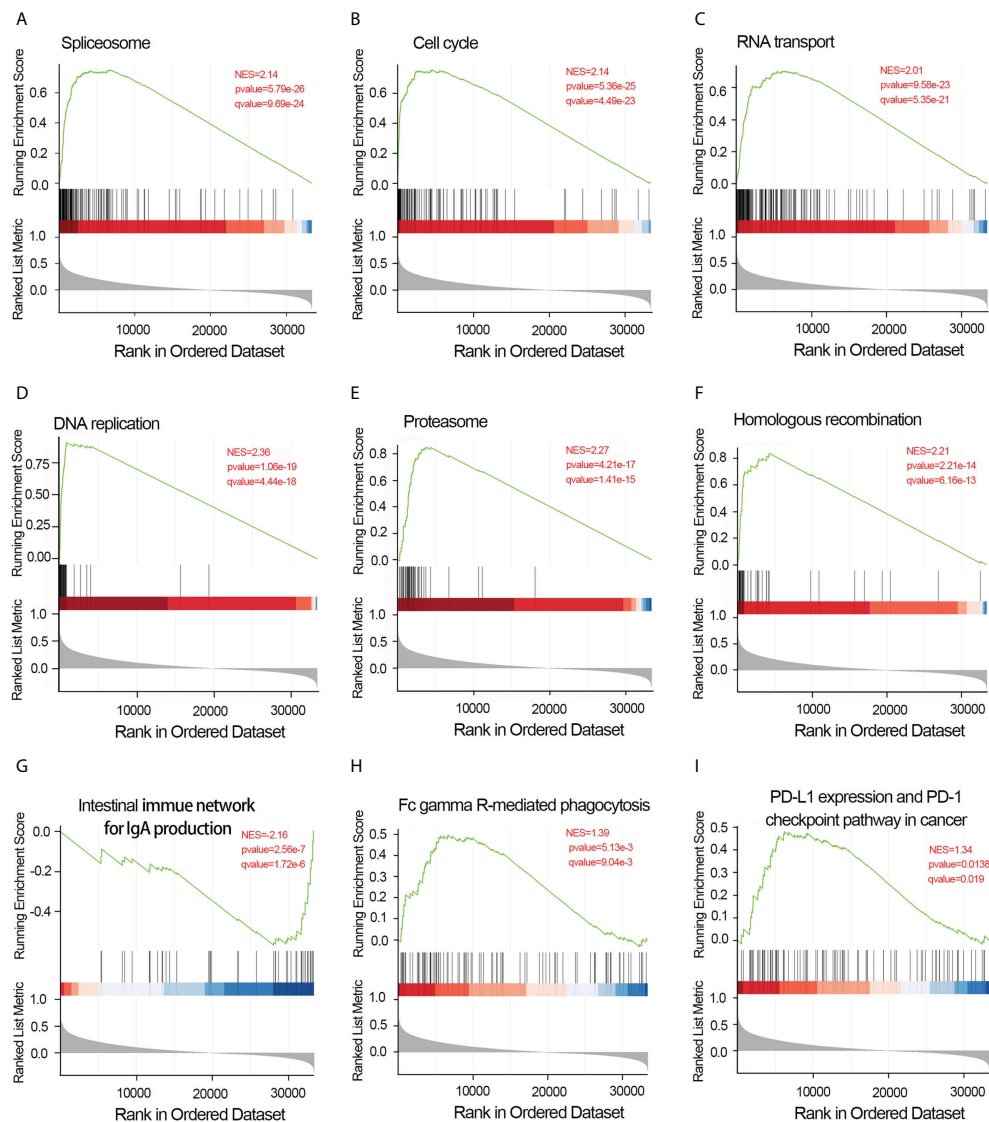 A
Spliceosome
NES=2.14
pvalue=5.79e-26
qvalue=9.69e-24
Running Enrichment Score
0.6
0.4
0.2
0.0
Ranked List Metric
1.0
0.5
0.0
10000 20000 30000
Rank in Ordered Dataset
B
Cell cycle
NES=2.14
pvalue=5.36e-25
qvalue=4.49e-23
Running Enrichment Score
0.6
0.4
0.2
0.0
Ranked List Metric
1.0
0.5
0.0
10000 20000 30000
Rank in Ordered Dataset
C
RNA transport
NES=2.01
pvalue=9.58e-23
qvalue=5.35e-21
Running Enrichment Score
0.6
0.4
0.2
0.0
Ranked List Metric
1.0
0.5
0.0
10000 20000 30000
Rank in Ordered Dataset
D
DNA replication
NES=2.36
pvalue=1.06e-19
qvalue=4.44e-18
Running Enrichment Score
0.75
0.50
0.25
0.00
Ranked List Metric
1.0
0.5
0.0
10000 20000 30000
Rank in Ordered Dataset
E
Proteasome
NES=2.27
pvalue=4.21e-17
qvalue=1.41e-15
Running Enrichment Score
0.8
0.6
0.4
0.2
0.0
Ranked List Metric
1.0
0.5
0.0
10000 20000 30000
Rank in Ordered Dataset
F
Homologous recombination
NES=2.21
pvalue=2.21e-14
qvalue=6.16e-13
Running Enrichment Score
0.8
0.6
0.4
0.2
0.0
Ranked List Metric
1.0
0.5
0.0
10000 20000 30000
Rank in Ordered Dataset
G
Intestinal immue network
for IgA production
NES=-2.16
pvalue=2.56e-7
qvalue=1.72e-6
Running Enrichment Score
0.0
-0.2
-0.4
Ranked List Metric
1.0
0.5
0.0
10000 20000 30000
Rank in Ordered Dataset
H
Fc gamma R-mediated phagocytosis
NES=1.39
pvalue=5.13e-3
qvalue=9.04e-3
Running Enrichment Score
0.5
0.4
0.3
0.2
0.1
0.0
Ranked List Metric
1.0
0.5
0.0
10000 20000 30000
Rank in Ordered Dataset
I
PD-L1 expression and PD-1
checkpoint pathway in cancer
NES=1.34
pvalue=0.0138
qvalue=0.019
Running Enrichment Score
0.5
0.4
0.3
0.2
0.1
0.0
Ranked List Metric
1.0
0.5
0.0
10000 20000 30000
Rank in Ordered Dataset